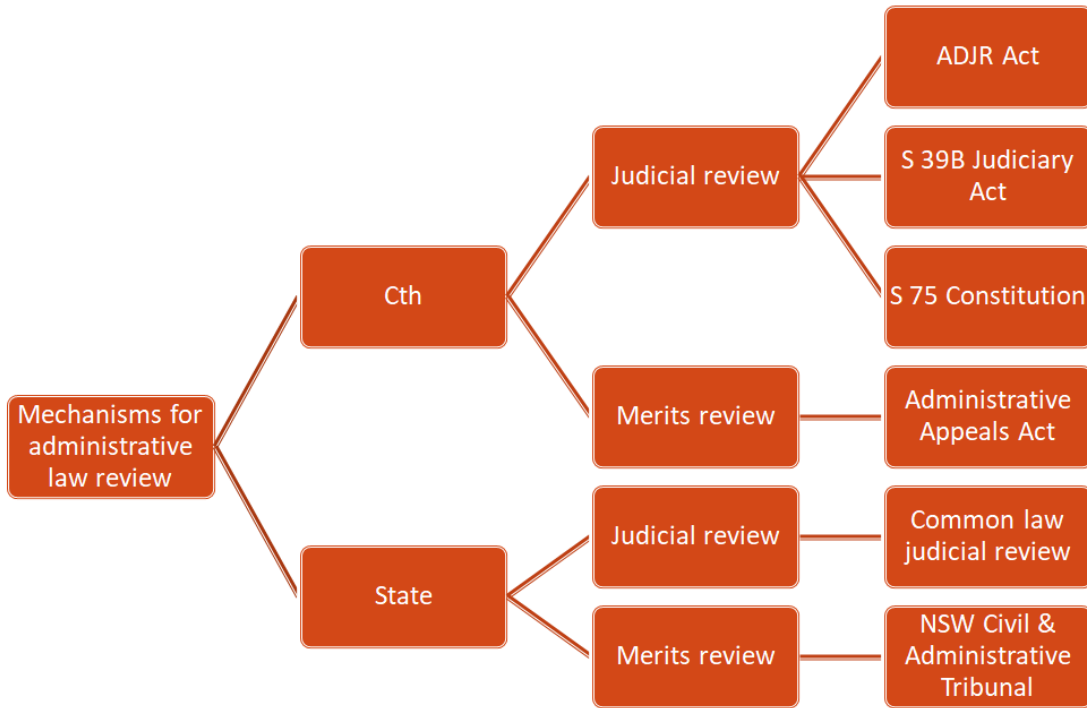 Mechanisms for
administrative
law review
Cth
Judicial review
ADJR Act
S 39B Judiciary
Act
S 75 Constitution
Merits review
Administrative
Appeals Act
State
Judicial review
Common law
judicial review
Merits review
NSW Civil &
Administrative
Tribunal